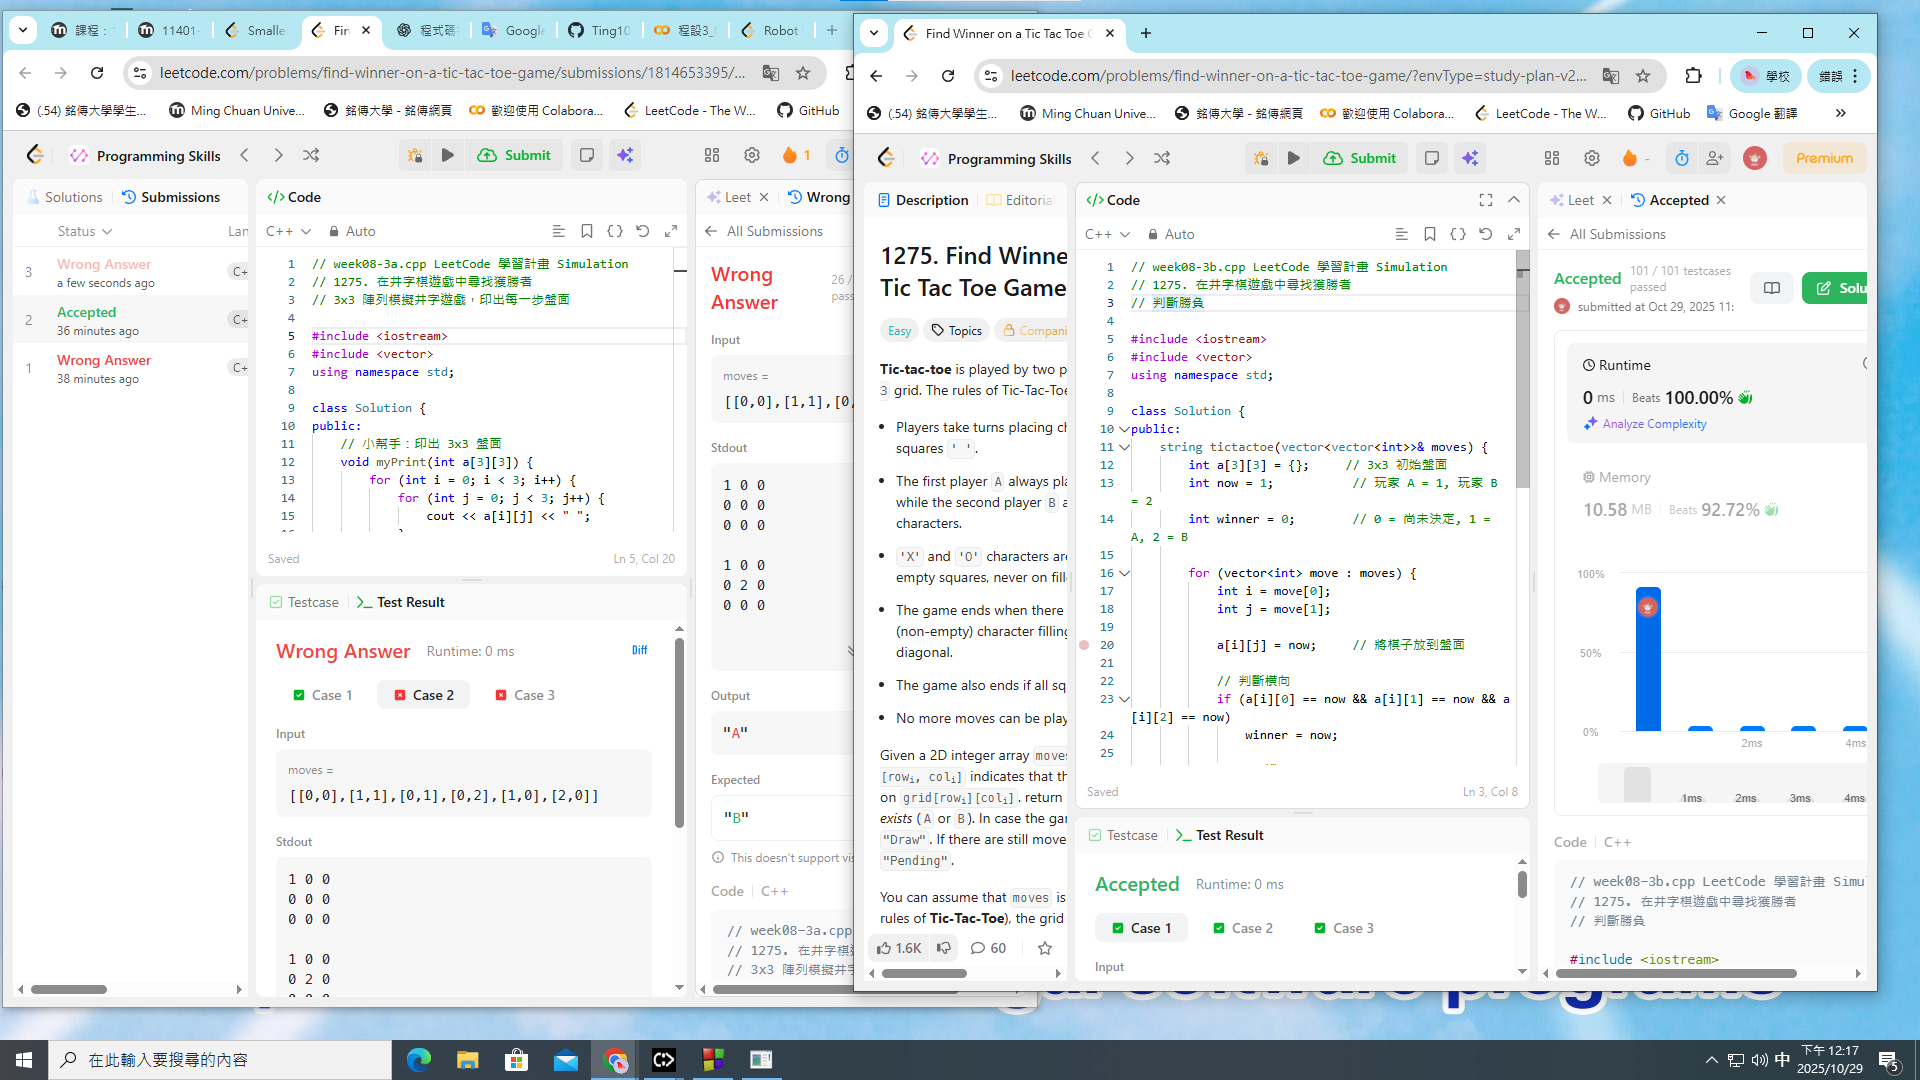 課程：1
11401-
Smalle
Fin
程式碼
Google
Ting10
程設3_
Robot
leetcode.com/problems/find-winner-on-a-tic-tac-toe-game/submissions/1814653395/...
(.54) 銘傳大學學生...
Ming Chuan Unive...
銘傳大學 - 銘傳網頁
歡迎使用 Colabora...
LeetCode - The W...
GitHub
Programming Skills
Submit
1
Solutions
Submissions
Status
Lan
3
Wrong Answer
a few seconds ago
C+
2
Accepted
36 minutes ago
C+
1
Wrong Answer
38 minutes ago
C+
</> Code
C++
Auto
1 // week08-3a.cpp LeetCode 學習計畫 Simulation
2 // 1275. 在井字棋遊戲中尋找獲勝者
3 // 3x3 陣列模擬井字遊戲，印出每一步盤面
4
5 #include <iostream>
6 #include <vector>
7 using namespace std;
8
9 class Solution {
10 public:
11 // 小幫手：印出 3x3 盤面
12 void myPrint(int a[3][3]) {
13 for (int i = 0; i < 3; i++) {
14 for (int j = 0; j < 3; j++) {
15 cout << a[i][j] << " ";
Saved
Ln 5, Col 20
Testcase
Test Result
Wrong Answer
Runtime: 0 ms
Diff
Case 1
Case 2
Case 3
Input
moves =
[[0,0],[1,1],[0,1],[0,2],[1,0],[2,0]]
Stdout
1 0 0
0 0 0
0 0 0
1 0 0
0 2 0
0 0 0
Leet
Wrong
All Submissions
Wrong
Answer
26 /
pass
Input
moves =
[[0,0],[1,1],[0,
Stdout
1 0 0
0 0 0
0 0 0
1 0 0
0 2 0
0 0 0
Output
"A"
Expected
"B"
This doesn't support vis
Code
C++
// week08-3a.cpp
// 1275. 在井字棋遊
// 3x3 陣列模擬井字
Find Winner on a Tic Tac Toe G
leetcode.com/problems/find-winner-on-a-tic-tac-toe-game/?envType=study-plan-v2...
學校
錯誤
(.54) 銘傳大學學生...
Ming Chuan Unive...
銘傳大學 - 銘傳網頁
歡迎使用 Colabora...
LeetCode - The W...
GitHub
Google 翻譯
»
Programming Skills
Submit
-
Premium
Description
Editorial
1275. Find Winne
Tic Tac Toe Game
Easy
Topics
Compani
Tic-tac-toe is played by two p
3 grid. The rules of Tic-Tac-Toe
Players take turns placing ch
squares ' '.
The first player A always pla
while the second player B a
characters.
'X' and 'O' characters are
empty squares, never on fille
The game ends when there
(non-empty) character filling
diagonal.
The game also ends if all squ
No more moves can be play
Given a 2D integer array moves
[rowi, coli] indicates that th
on grid[rowi][coli]. return
exists (A or B). In case the gam
"Draw". If there are still move
"Pending".
You can assume that moves is
rules of Tic-Tac-Toe), the grid
1.6K
60
</> Code
C++
Auto
1 // week08-3b.cpp LeetCode 學習計畫 Simulation
2 // 1275. 在井字棋遊戲中尋找獲勝者
3 // 判斷勝負
4
5 #include <iostream>
6 #include <vector>
7 using namespace std;
8
9 class Solution {
10 public:
11 string tictactoe(vector<vector<int>>& moves) {
12 int a[3][3] = {}; // 3x3 初始盤面
13 int now = 1; // 玩家 A = 1, 玩家 B
= 2
14 int winner = 0; // 0 = 尚未決定, 1 =
A, 2 = B
15
16 for (vector<int> move : moves) {
17 int i = move[0];
18 int j = move[1];
19
20 a[i][j] = now; // 將棋子放到盤面
21
22 // 判斷橫向
23 if (a[i][0] == now && a[i][1] == now && a
[i][2] == now)
24 winner = now;
25
Saved
Ln 3, Col 8
Testcase
Test Result
Accepted
Runtime: 0 ms
Case 1
Case 2
Case 3
Input
Leet
Accepted
All Submissions
Accepted
101 / 101 testcases
passed
Solu
submitted at Oct 29, 2025 11:
Runtime
0 ms
Beats 100.00%
Analyze Complexity
Memory
10.58 MB
Beats 92.72%
100%
50%
0%
2ms
4ms
1ms
2ms
3ms
4ms
Code
C++
// week08-3b.cpp LeetCode 學習計畫 Simul
// 1275. 在井字棋遊戲中尋找獲勝者
// 判斷勝負
#include <iostream>
在此輸入要搜尋的內容
中
下午 12:17
2025/10/29
5